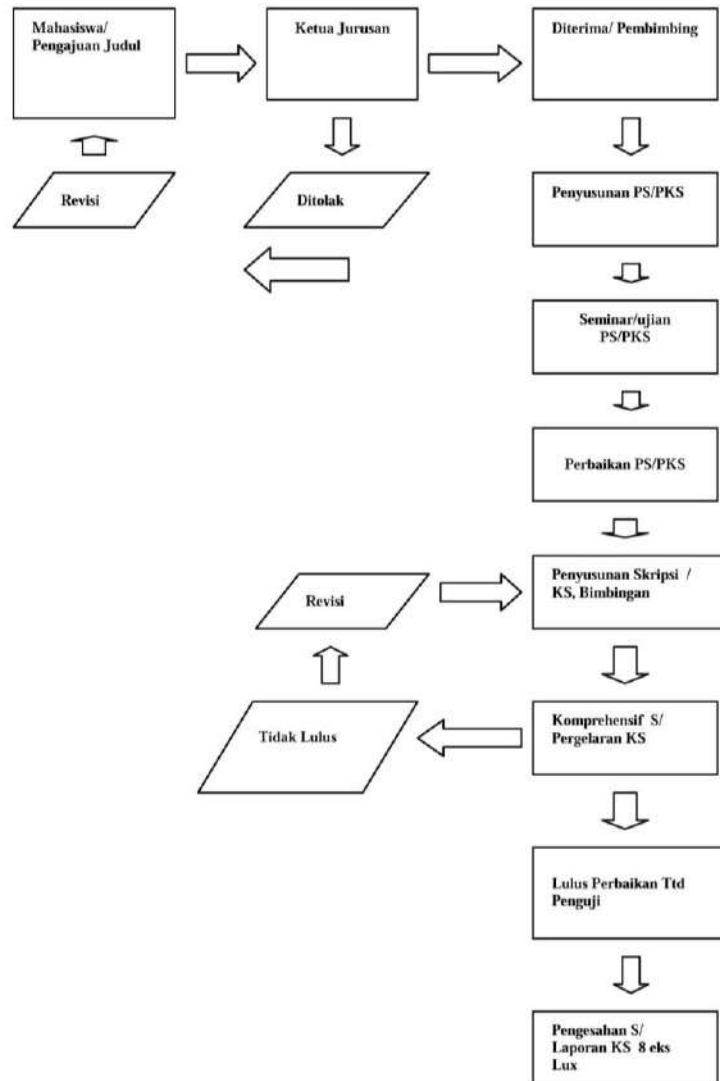 Mahasiswa/
Pengajuan Judul
Ketua Jurusan
Diterima/ Pembimbing
Revisi
Ditolak
Penyusunan PS/PKS
Seminar/ujian
PS/PKS
Perbaikan PS/PKS
Revisi
Penyusunan Skripsi /
KS, Bimbingan
Tidak Lulus
Komprehensif S/
Pergelaran KS
Lulus Perbaikan Ttd
Penguji
Pengesahan S/
Laporan KS 8 eks
Lux